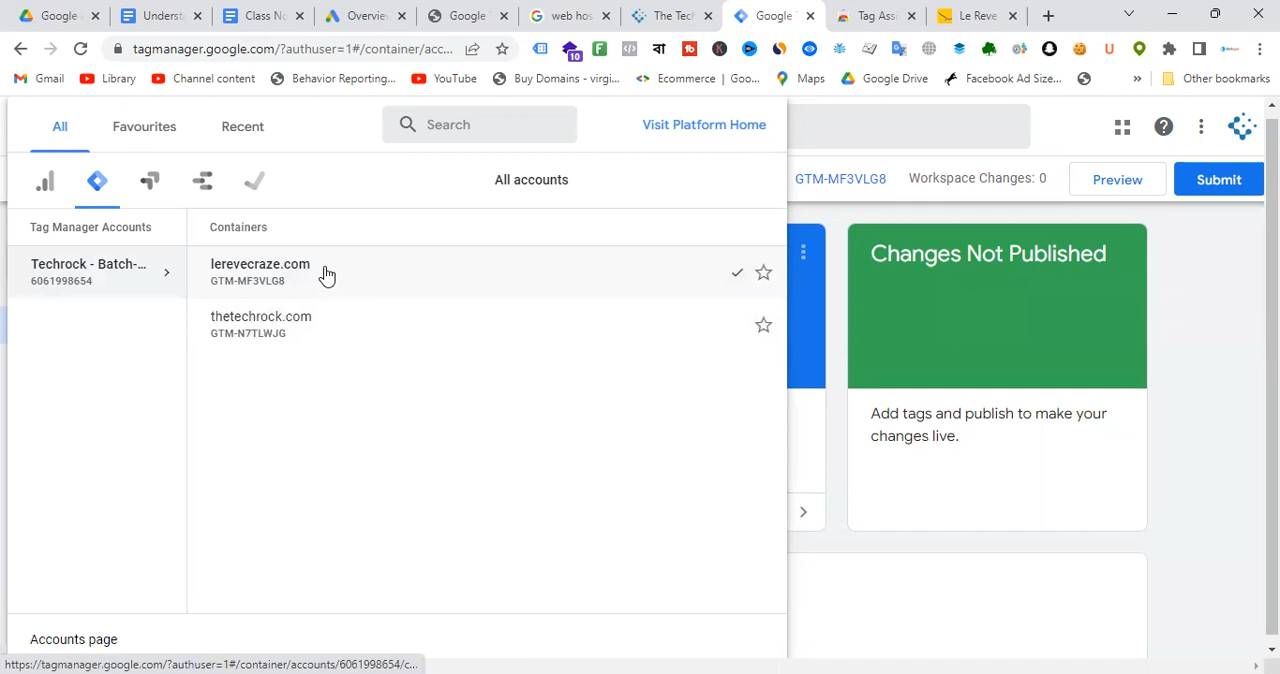 Google
Underst
Class No
Overvie
Google
web hos
The Tech
Google
Tag Assi
Le Reve
tagmanager.google.com/?authuser=1#/container/acc...
10
Gmail
Library
Channel content
Behavior Reporting...
YouTube
Buy Domains - virgi...
Ecommerce | Goo...
Maps
Google Drive
Facebook Ad Size...
»
Other bookmarks
All
Favourites
Recent
Search
Visit Platform Home
All accounts
GTM-MF3VLG8
Workspace Changes: 0
Preview
Submit
Tag Manager Accounts
Containers
Techrock - Batch-...
6061998654
lerevecraze.com
GTM-MF3VLG8
thetechrock.com
GTM-N7TLWJG
Changes Not Published
Add tags and publish to make your
changes live.
Accounts page
https://tagmanager.google.com/?authuser=1#/container/accounts/6061998654/c...